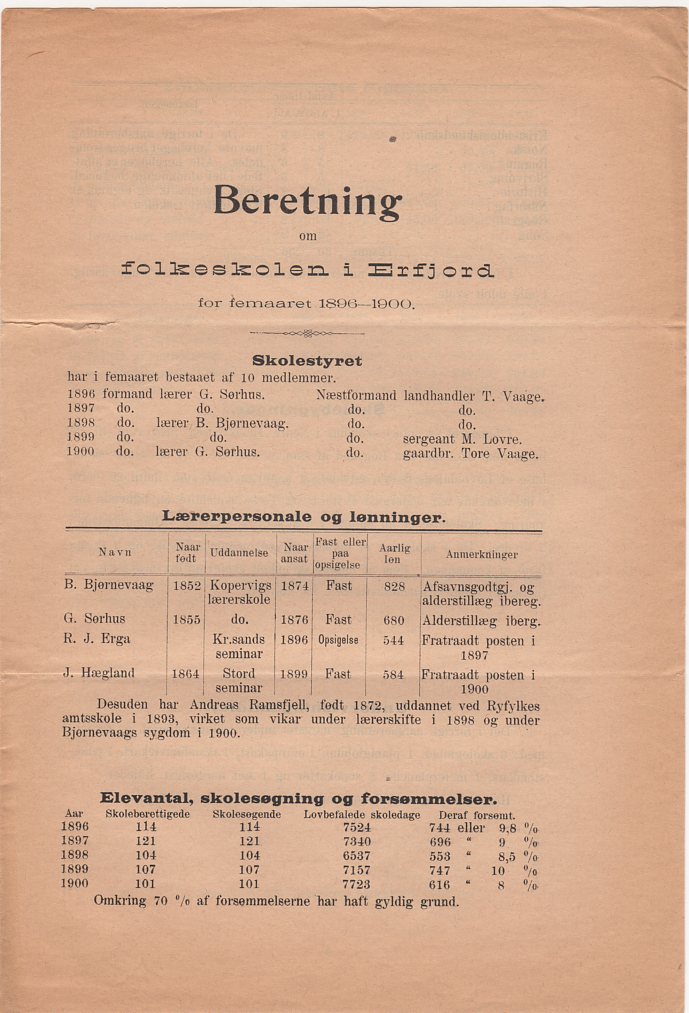 Beretning
om
folkeskolen i Erfjord
for femaaret 1896—1900.
Skolestyret
har i femaaret bestaaet af 10 medlemmer.
1896 formand lærer G. Sørhus. Næstformand landhandler T. Vaage.
1897 do. do. do. do.
1898 do. lærer B. Bjørnevaag. do. do.
1899 do. do. do. sergeant M. Lovre.
1900 do. lærer G. Sørhus. do. gaardbr. Tore Vaage.
Lærerpersonale og lønninger.
Navn | Naar født | Uddannelse | Naar ansat | Fast eller paa opsigelse | Aarlig løn | Anmerkninger
B. Bjørnevaag | 1852 | Kopervigs lærerskole | 1874 | Fast | 828 | Afsavnsgodtgj. og alderstillæg ibereg.
G. Sørhus | 1855 | do. | 1876 | Fast | 680 | Alderstillæg iberg.
R. J. Erga | | Kr.sands seminar | 1896 | Opsigelse | 544 | Fratraadt posten i 1897
J. Hægland | 1864 | Stord seminar | 1899 | Fast | 584 | Fratraadt posten i 1900
Desuden har Andreas Ramsfjell, født 1872, uddannet ved Ryfylkes
amtsskole i 1893, virket som vikar under lærerskifte i 1898 og under
Bjørnevaags sygdom i 1900.
Elevantal, skolesøgning og forsømmelser.
Aar Skoleberettigede Skolesøgende Lovbefalede skoledage Deraf forsømt.
1896 114 114 7524 744 eller 9,8 %
1897 121 121 7340 696 “ 9 %
1898 104 104 6537 553 “ 8,5 %
1899 107 107 7157 747 “ 10 %
1900 101 101 7723 616 “ 8 %
Omkring 70 % af forsømmelserne har haft gyldig grund.